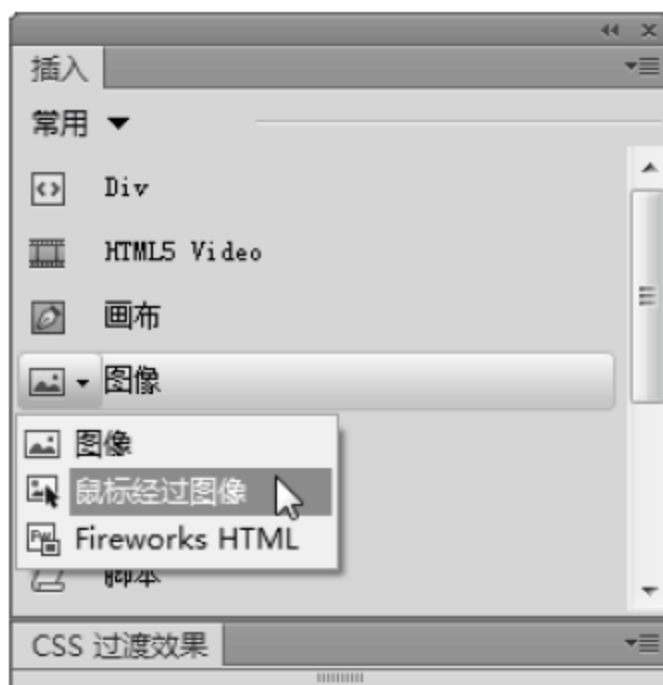 插入
常用
Div
HTML5 Video
画布
图像
图像
鼠标经过图像
Fireworks HTML
脚本
CSS 过渡效果